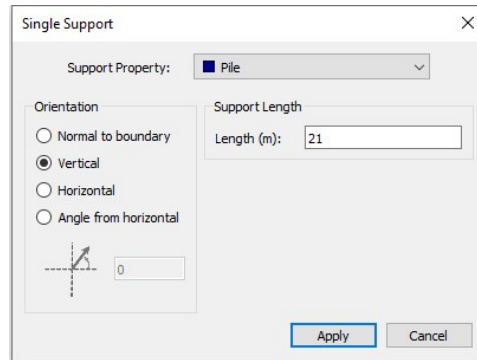 Single Support
Support Property: Pile
Orientation
Normal to boundary
Vertical
Horizontal
Angle from horizontal
0
Support Length
Length (m): 21
Apply Cancel